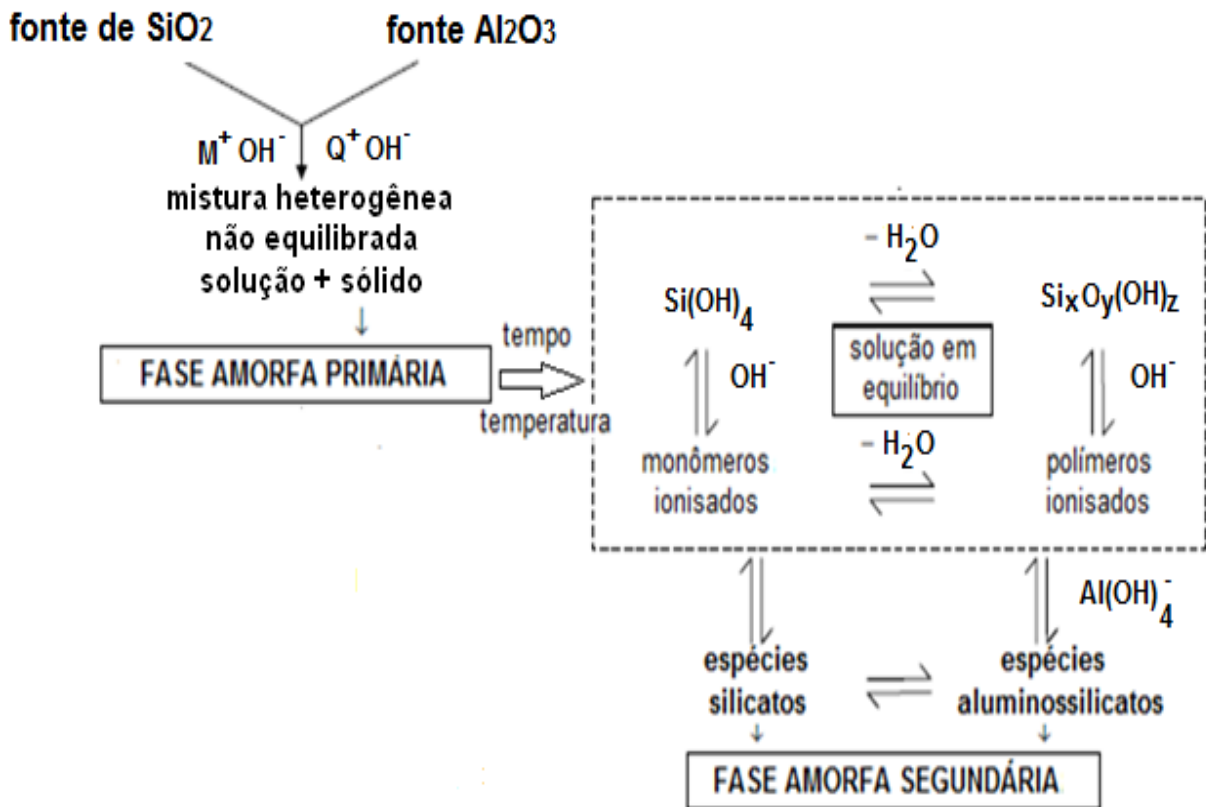 fonte de SiO2
fonte Al2O3
M+ OH-
Q+ OH-
mistura heterogênea
não equilibrada
solução + sólido
FASE AMORFA PRIMÁRIA
tempo
temperatura
– H2O
Si(OH)4
SixOy(OH)z
solução em
equilíbrio
OH-
OH-
– H2O
monômeros
ionisados
polímeros
ionisados
Al(OH)4-
espécies
silicatos
espécies
aluminossilicatos
FASE AMORFA SEGUNDÁRIA